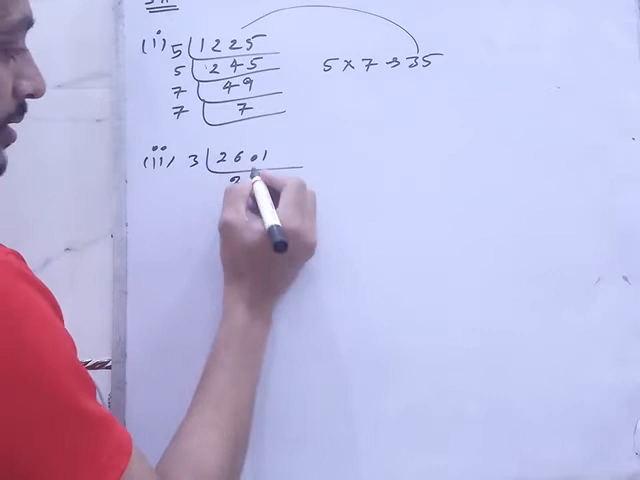 (i) 5 | 1225
5 | 245 5 × 7 → 35
7 | 49
7 | 7
(ii) 3 | 2601